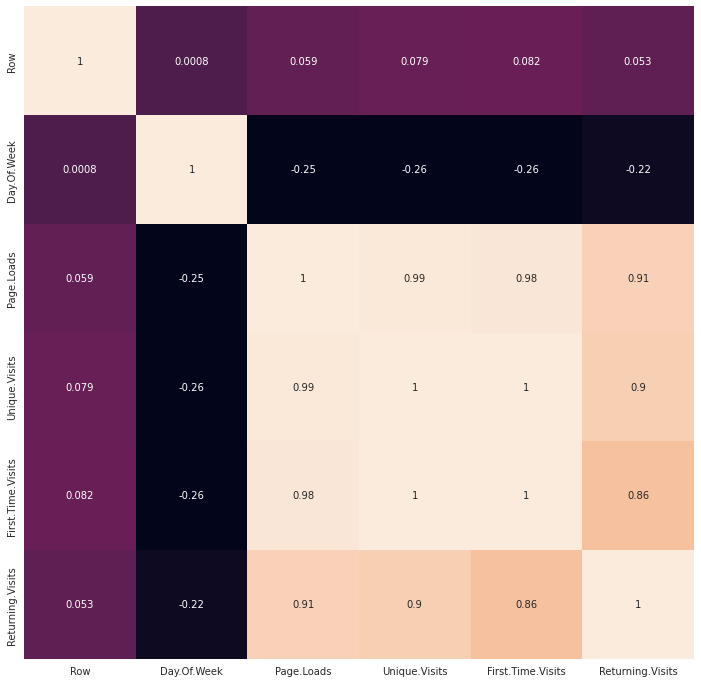 Row 1 0.0008 0.059 0.079 0.082 0.053
Day.Of.Week 0.0008 1 -0.25 -0.26 -0.26 -0.22
Page.Loads 0.059 -0.25 1 0.99 0.98 0.91
Unique.Visits 0.079 -0.26 0.99 1 1 0.9
First.Time.Visits 0.082 -0.26 0.98 1 1 0.86
Returning.Visits 0.053 -0.22 0.91 0.9 0.86 1
Row Day.Of.Week Page.Loads Unique.Visits First.Time.Visits Returning.Visits